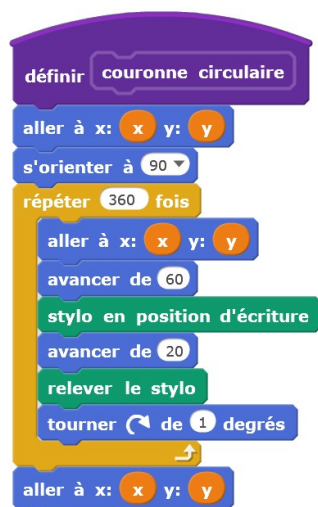 définir couronne circulaire
aller à x: x y: y
s'orienter à 90
répéter 360 fois
aller à x: x y: y
avancer de 60
stylo en position d'écriture
avancer de 20
relever le stylo
tourner de 1 degrés
aller à x: x y: y